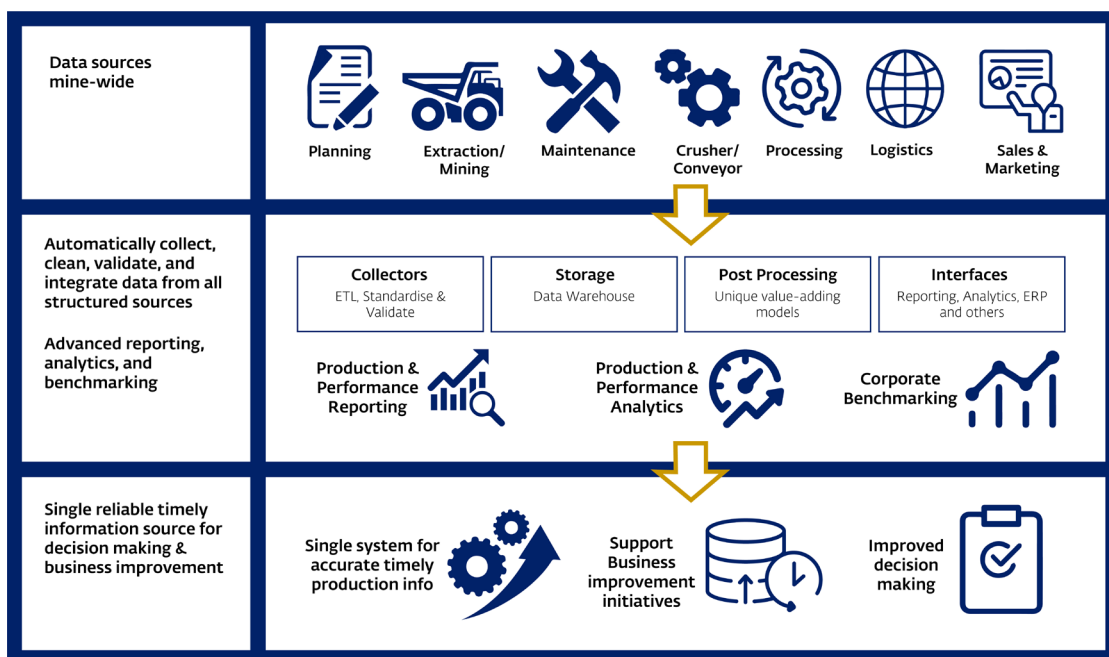 Data sources
mine-wide
Planning
Extraction/
Mining
Maintenance
Crusher/
Conveyor
Processing
Logistics
Sales &
Marketing
Automatically collect,
clean, validate, and
integrate data from all
structured sources
Advanced reporting,
analytics, and
benchmarking
Collectors
ETL, Standardise &
Validate
Storage
Data Warehouse
Post Processing
Unique value-adding
models
Interfaces
Reporting, Analytics, ERP
and others
Production &
Performance
Reporting
Production &
Performance
Analytics
Corporate
Benchmarking
Single reliable timely
information source for
decision making &
business improvement
Single system for
accurate timely
production info
Support
Business
improvement
initiatives
Improved
decision
making